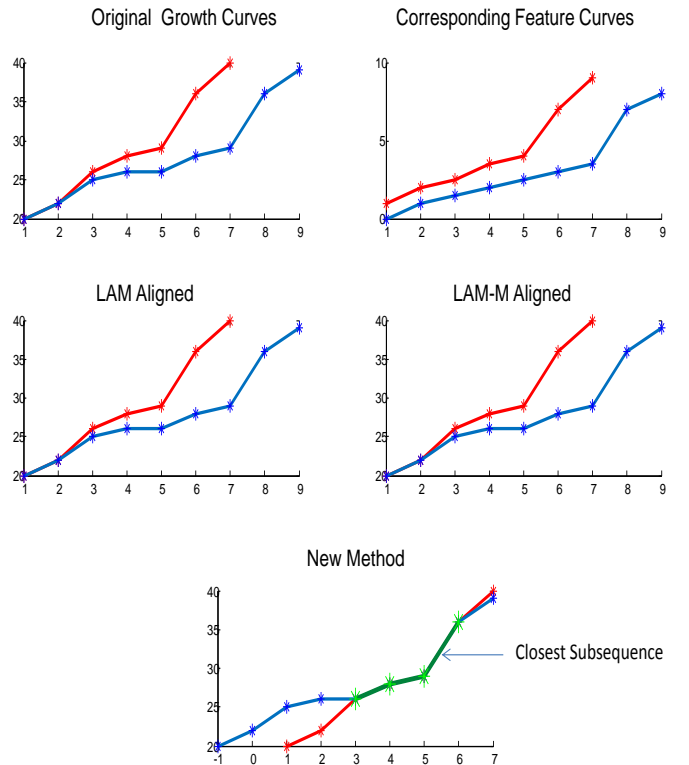 Original Growth Curves
Corresponding Feature Curves
40
35
30
25
20
1 2 3 4 5 6 7 8 9
10
5
0
1 2 3 4 5 6 7 8 9
LAM Aligned
LAM-M Aligned
40
35
30
25
20
1 2 3 4 5 6 7 8 9
40
35
30
25
20
1 2 3 4 5 6 7 8 9
New Method
40
35
30
25
20
Closest Subsequence
-1 0 1 2 3 4 5 6 7